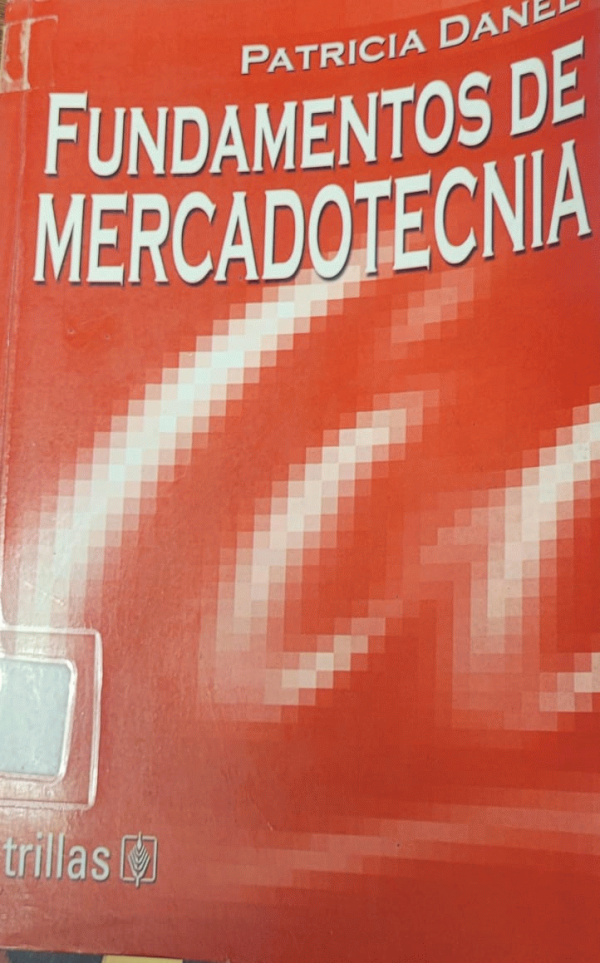 PATRICIA DANEL
FUNDAMENTOS DE
MERCADOTECNIA
trillas